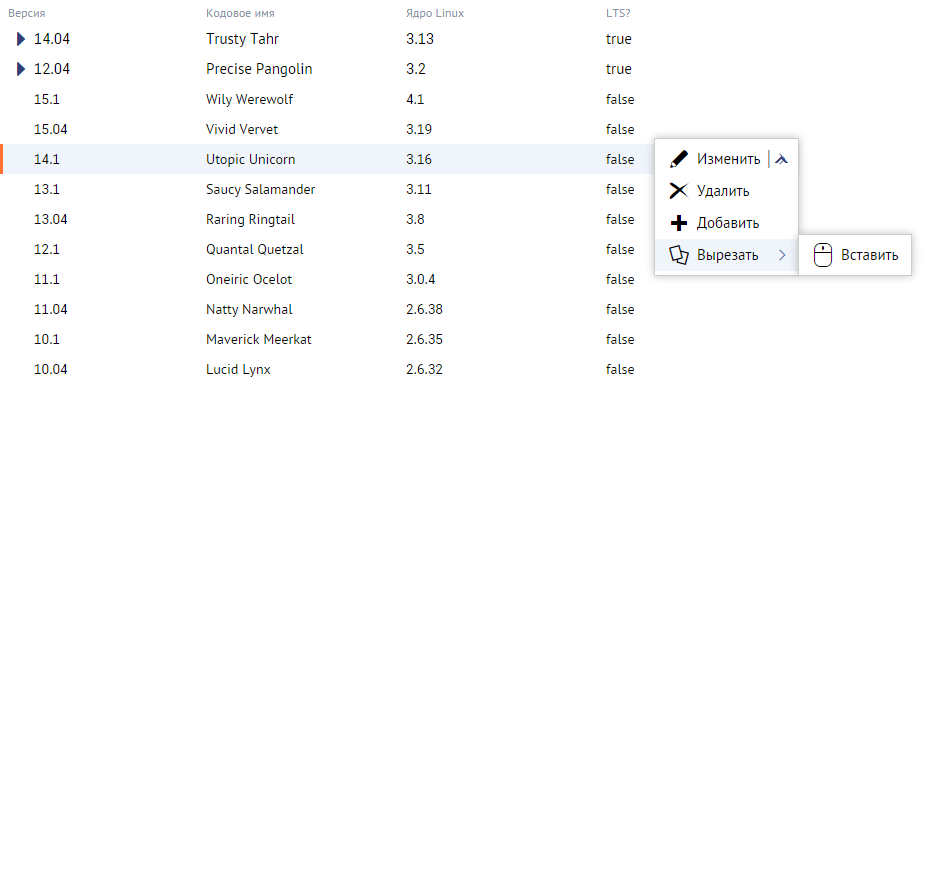 Версия Кодовое имя Ядро Linux LTS?
14.04 Trusty Tahr 3.13 true
12.04 Precise Pangolin 3.2 true
15.1 Wily Werewolf 4.1 false
15.04 Vivid Vervet 3.19 false
14.1 Utopic Unicorn 3.16 false
13.1 Saucy Salamander 3.11 false
13.04 Raring Ringtail 3.8 false
12.1 Quantal Quetzal 3.5 false
11.1 Oneiric Ocelot 3.0.4 false
11.04 Natty Narwhal 2.6.38 false
10.1 Maverick Meerkat 2.6.35 false
10.04 Lucid Lynx 2.6.32 false
Изменить
Удалить
Добавить
Вырезать
Вставить